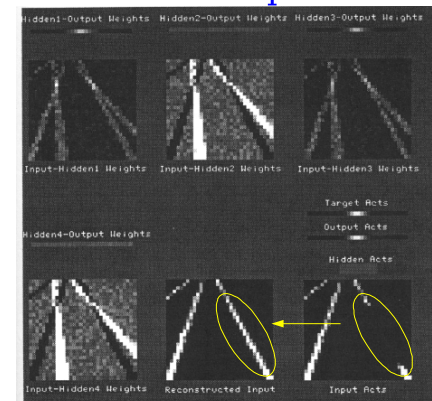 Hidden1-Output Weights Hidden2-Output Weights Hidden3-Output Weights
Input-Hidden1 Weights Input-Hidden2 Weights Input-Hidden3 Weights
Target Acts
Output Acts
Hidden4-Output Weights
Hidden Acts
Input-Hidden4 Weights Reconstructed Input Input Acts